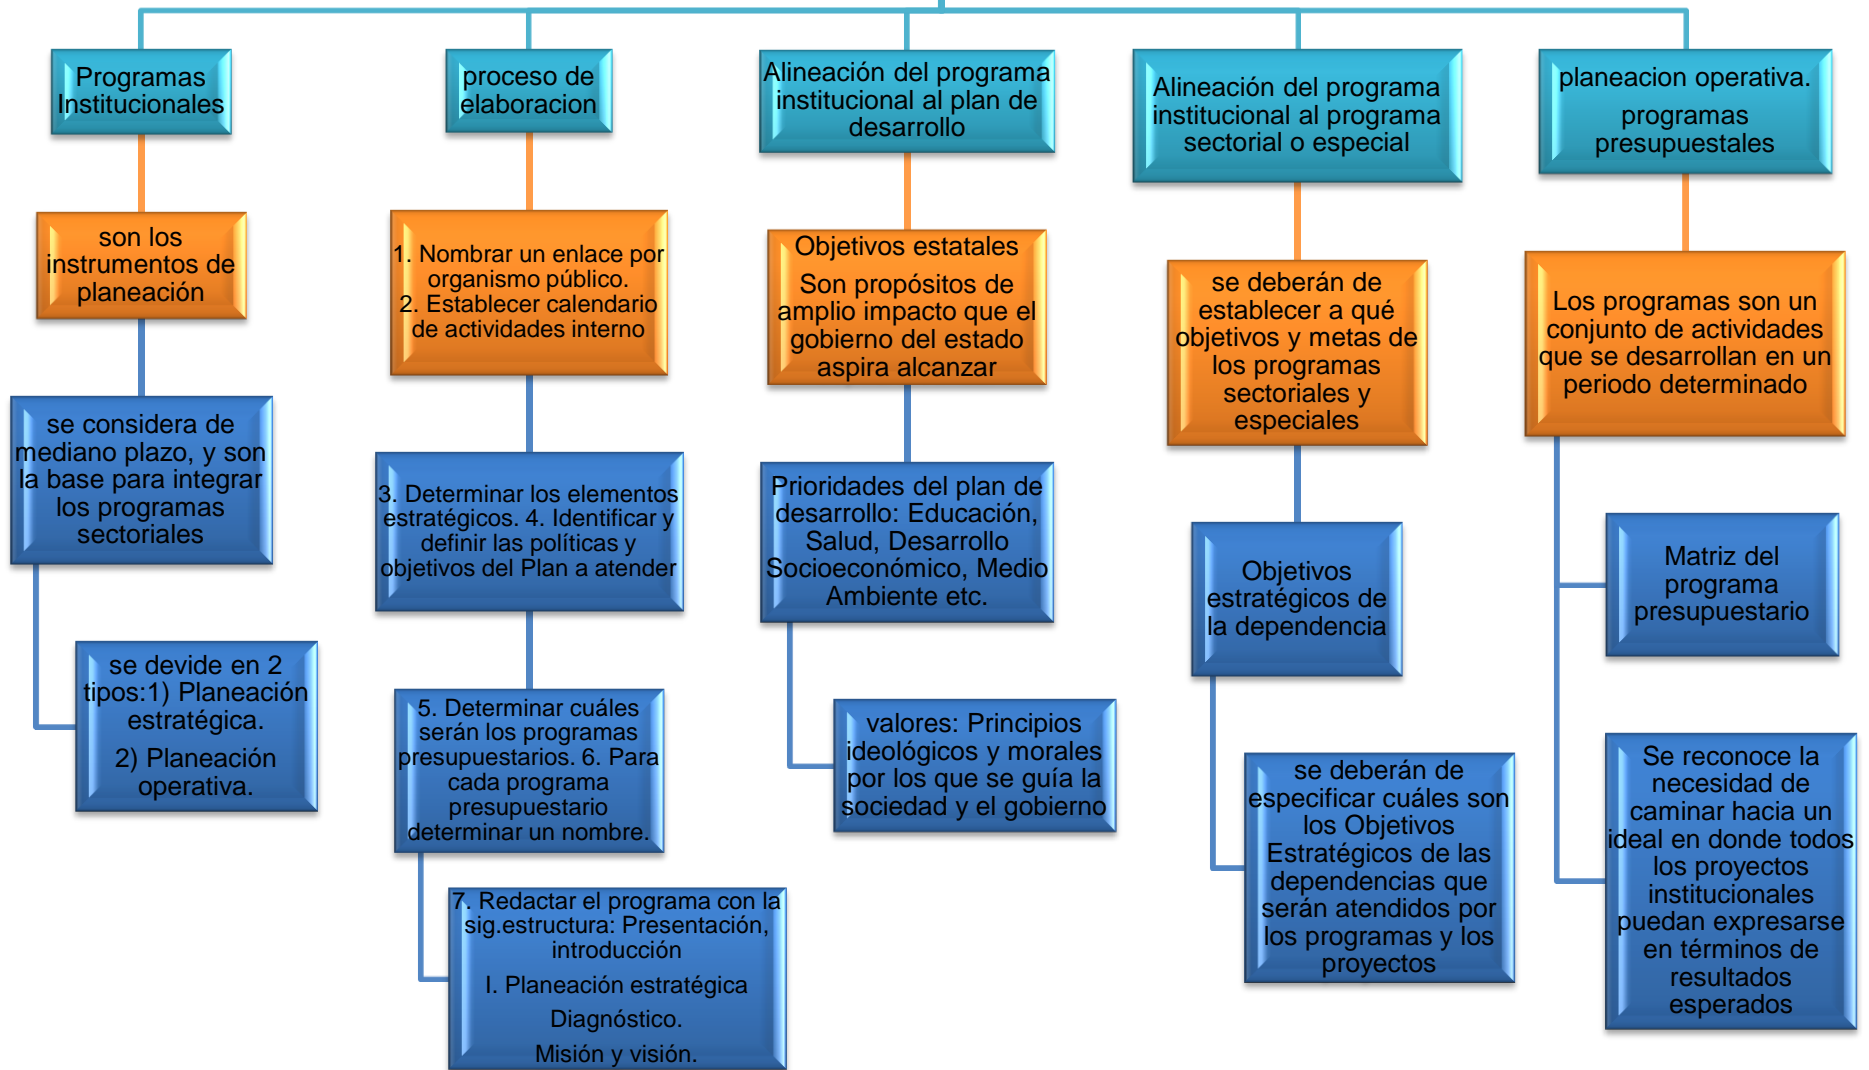 Programas
Institucionales
son los
instrumentos de
planeación
se considera de
mediano plazo, y son
la base para integrar
los programas
sectoriales
se devide en 2
tipos:1) Planeación
estratégica.
2) Planeación
operativa.
proceso de
elaboracion
1. Nombrar un enlace por
organismo público.
2. Establecer calendario
de actividades interno
3. Determinar los elementos
estratégicos. 4. Identificar y
definir las políticas y
objetivos del Plan a atender
5. Determinar cuáles
serán los programas
presupuestarios. 6. Para
cada programa
presupuestario
determinar un nombre.
7. Redactar el programa con la
sig.estructura: Presentación,
introducción
I. Planeación estratégica
Diagnóstico.
Misión y visión.
Alineación del programa
institucional al plan de
desarrollo
Objetivos estatales
Son propósitos de
amplio impacto que el
gobierno del estado
aspira alcanzar
Prioridades del plan de
desarrollo: Educación,
Salud, Desarrollo
Socioeconómico, Medio
Ambiente etc.
valores: Principios
ideológicos y morales
por los que se guía la
sociedad y el gobierno
Alineación del programa
institucional al programa
sectorial o especial
se deberán de
establecer a qué
objetivos y metas de
los programas
sectoriales y
especiales
Objetivos
estratégicos de
la dependencia
se deberán de
especificar cuáles son
los Objetivos
Estratégicos de las
dependencias que
serán atendidos por
los programas y los
proyectos
planeacion operativa.
programas
presupuestales
Los programas son un
conjunto de actividades
que se desarrollan en un
periodo determinado
Matriz del
programa
presupuestario
Se reconoce la
necesidad de
caminar hacia un
ideal en donde todos
los proyectos
institucionales
puedan expresarse
en términos de
resultados
esperados